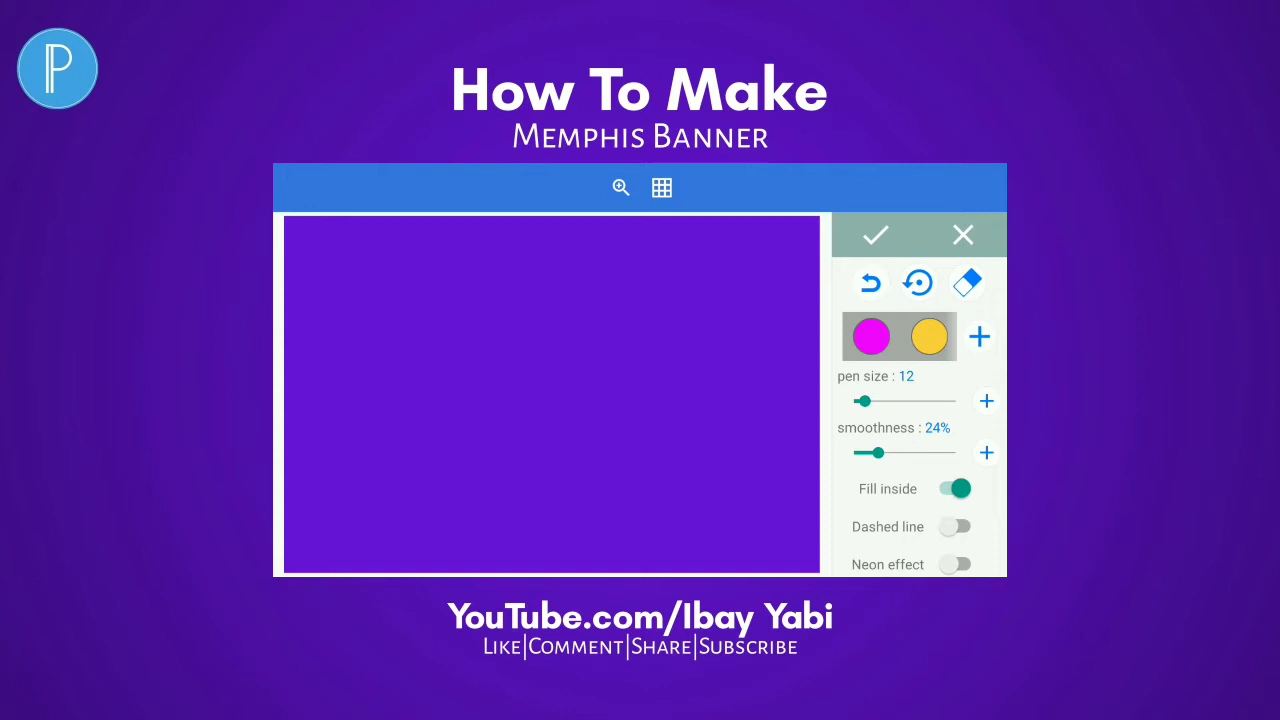 P
How To Make
Memphis Banner
pen size : 12
smoothness : 24%
Fill inside
Dashed line
Neon effect
YouTube.com/Ibay Yabi
Like|Comment|Share|Subscribe